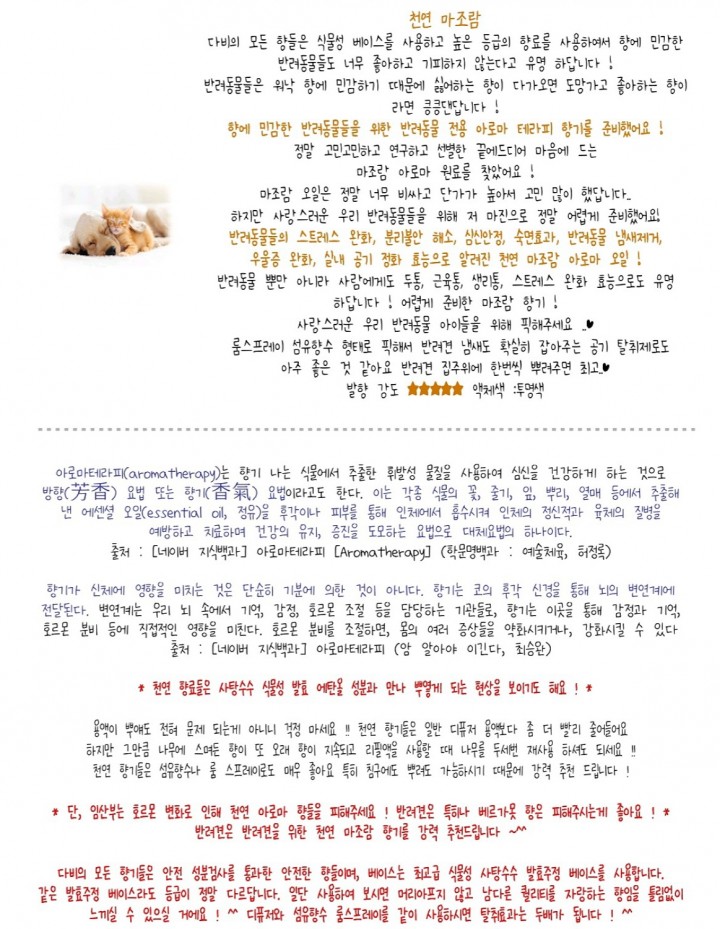 천연 마조람
다비의 모든 향들은 식물성 베이스를 사용하고 높은 등급의 향료를 사용하여서 향에 민감한
반려동물들도 너무 좋아하고 기피하지 않는다고 유명 하답니다 !
반려동물들은 워낙 향에 민감하기 때문에 싫어하는 향이 다가오면 도망가고 좋아하는 향이
라면 킁킁댄답니다 !
향에 민감한 반려동물들을 위한 반려동물 전용 아로마 테라피 향기를 준비했어요 !
정말 고민고민하고 연구하고 선별한 끝에드디어 마음에 드는
마조람 아로마 원료를 찾았어요 !
마조람 오일은 정말 너무 비싸고 단가가 높아서 고민 많이 했답니다..
하지만 사랑스러운 우리 반려동물들을 위해 저 마진으로 정말 어렵게 준비했어요!
반려동물들의 스트레스 완화, 분리불안 해소, 심신안정, 숙면효과, 반려동물 냄새제거,
우울증 완화, 실내 공기 정화 효능으로 알려진 천연 마조람 아로마 오일 !
반려동물 뿐만 아니라 사람에게도 두통, 근육통, 생리통, 스트레스 완화 효능으로도 유명
하답니다 ! 어렵게 준비한 마조람 향기 !
사랑스러운 우리 반려동물 아이들을 위해 픽해주세요 ..♥
룸스프레이 섬유향수 형태로 픽해서 반려견 냄새도 확실히 잡아주는 공기 탈취제로도
아주 좋은 것 같아요 반려견 집주위에 한번씩 뿌려주면 최고..♥
발향 강도 ★★★★★ 액체색 :투명색
아로마테라피(aromatherapy)는 향기 나는 식물에서 추출한 휘발성 물질을 사용하여 심신을 건강하게 하는 것으로
방향(芳香) 요법 또는 향기(香氣) 요법이라고도 한다. 이는 각종 식물의 꽃, 줄기, 잎, 뿌리, 열매 등에서 추출해
낸 에센셜 오일(essential oil, 정유)을 후각이나 피부를 통해 인체에서 흡수시켜 인체의 정신적과 육체의 질병을
예방하고 치료하며 건강의 유지, 증진을 도모하는 요법으로 대체요법의 하나이다.
출처 : [네이버 지식백과] 아로마테라피 [Aromatherapy] (학문명백과 : 예술체육, 허정록)
향기가 신체에 영향을 미치는 것은 단순히 기분에 의한 것이 아니다. 향기는 코의 후각 신경을 통해 뇌의 변연계에
전달된다. 변연계는 우리 뇌 속에서 기억, 감정, 호르몬 조절 등을 담당하는 기관들로, 향기는 이곳을 통해 감정과 기억,
호르몬 분비 등에 직접적인 영향을 미친다. 호르몬 분비를 조절하면, 몸의 여러 증상들을 약화시키거나, 강화시킬 수 있다
출처 : [네이버 지식백과] 아로마테라피 (암 알아야 이긴다, 최승완)
* 천연 향료들은 사탕수수 식물성 발효 에탄올 성분과 만나 뿌옇게 되는 현상을 보이기도 해요 ! *
용액이 뿌얘도 전혀 문제 되는게 아니니 걱정 마세요 !! 천연 향기들은 일반 디퓨저 용액보다 좀 더 빨리 줄어들어요
하지만 그만큼 나무에 스며든 향이 또 오래 향이 지속되고 리필액을 사용할 때 나무를 두세번 재사용 하셔도 되세요 !!
천연 향기들은 섬유향수나 룸 스프레이로도 매우 좋아요 특히 침구에도 뿌려도 가능하시기 때문에 강력 추천 드립니다 !
* 단, 임산부는 호르몬 변화로 인해 천연 아로마 향들을 피해주세요 ! 반려견은 특히나 베르가못 향은 피해주시는게 좋아요 ! *
반려견은 반려견을 위한 천연 마조람 향기를 강력 추천드립니다 ~^^
다비의 모든 향기들은 안전 성분검사를 통과한 안전한 향들이며, 베이스는 최고급 식물성 사탕수수 발효주정 베이스를 사용합니다.
같은 발효주정 베이스라도 등급이 정말 다르답니다. 일단 사용하여 보시면 머리아프지 않고 남다른 퀄리티를 자랑하는 향임을 틀림없이
느끼실 수 있으실 거에요 ! ^^ 디퓨저와 섬유향수 룸스프레이를 같이 사용하시면 탈취효과는 두배가 됩니다 ! ^^